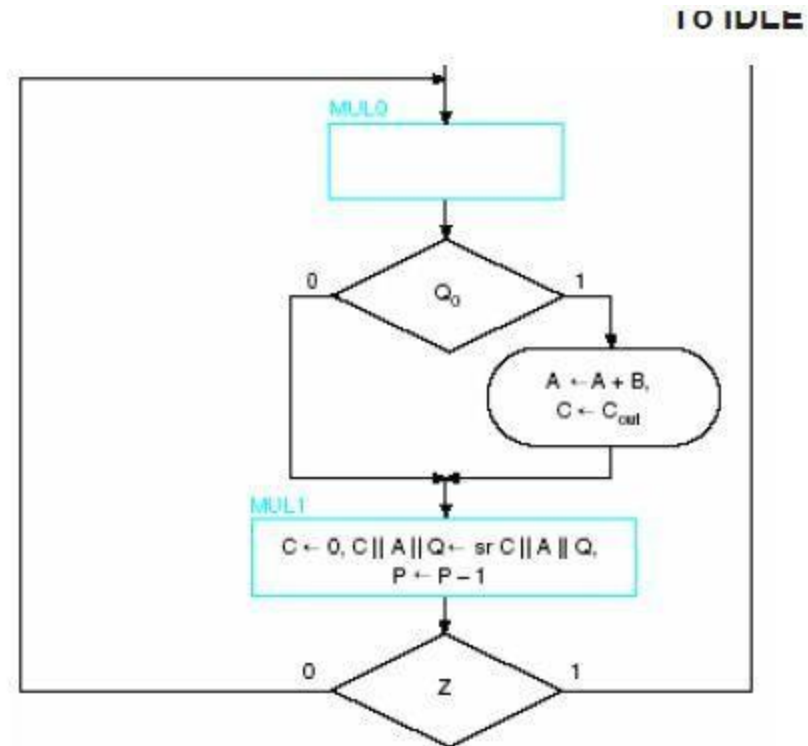 To IDLE
MUL0
0
Q₀
1
A ← A + B,
C ← Cout
MUL1
C ← 0, C || A || Q ← sr C || A || Q,
P ← P – 1
0
Z
1